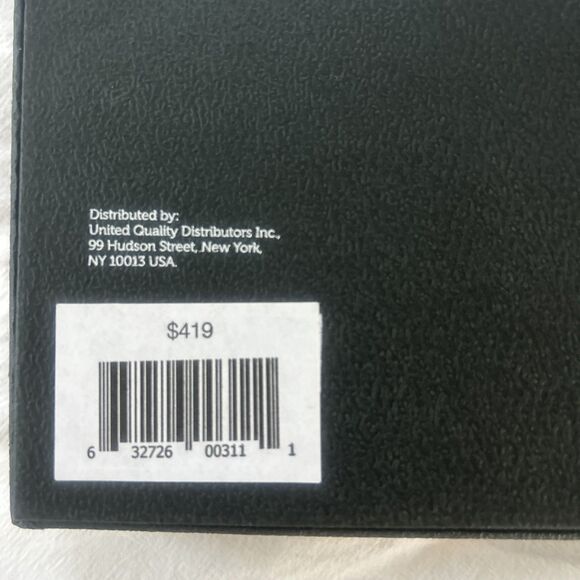 Distributed by:
United Quality Distributors Inc.,
99 Hudson Street, New York,
NY 10013 USA.
$419
6 32726 00311 1